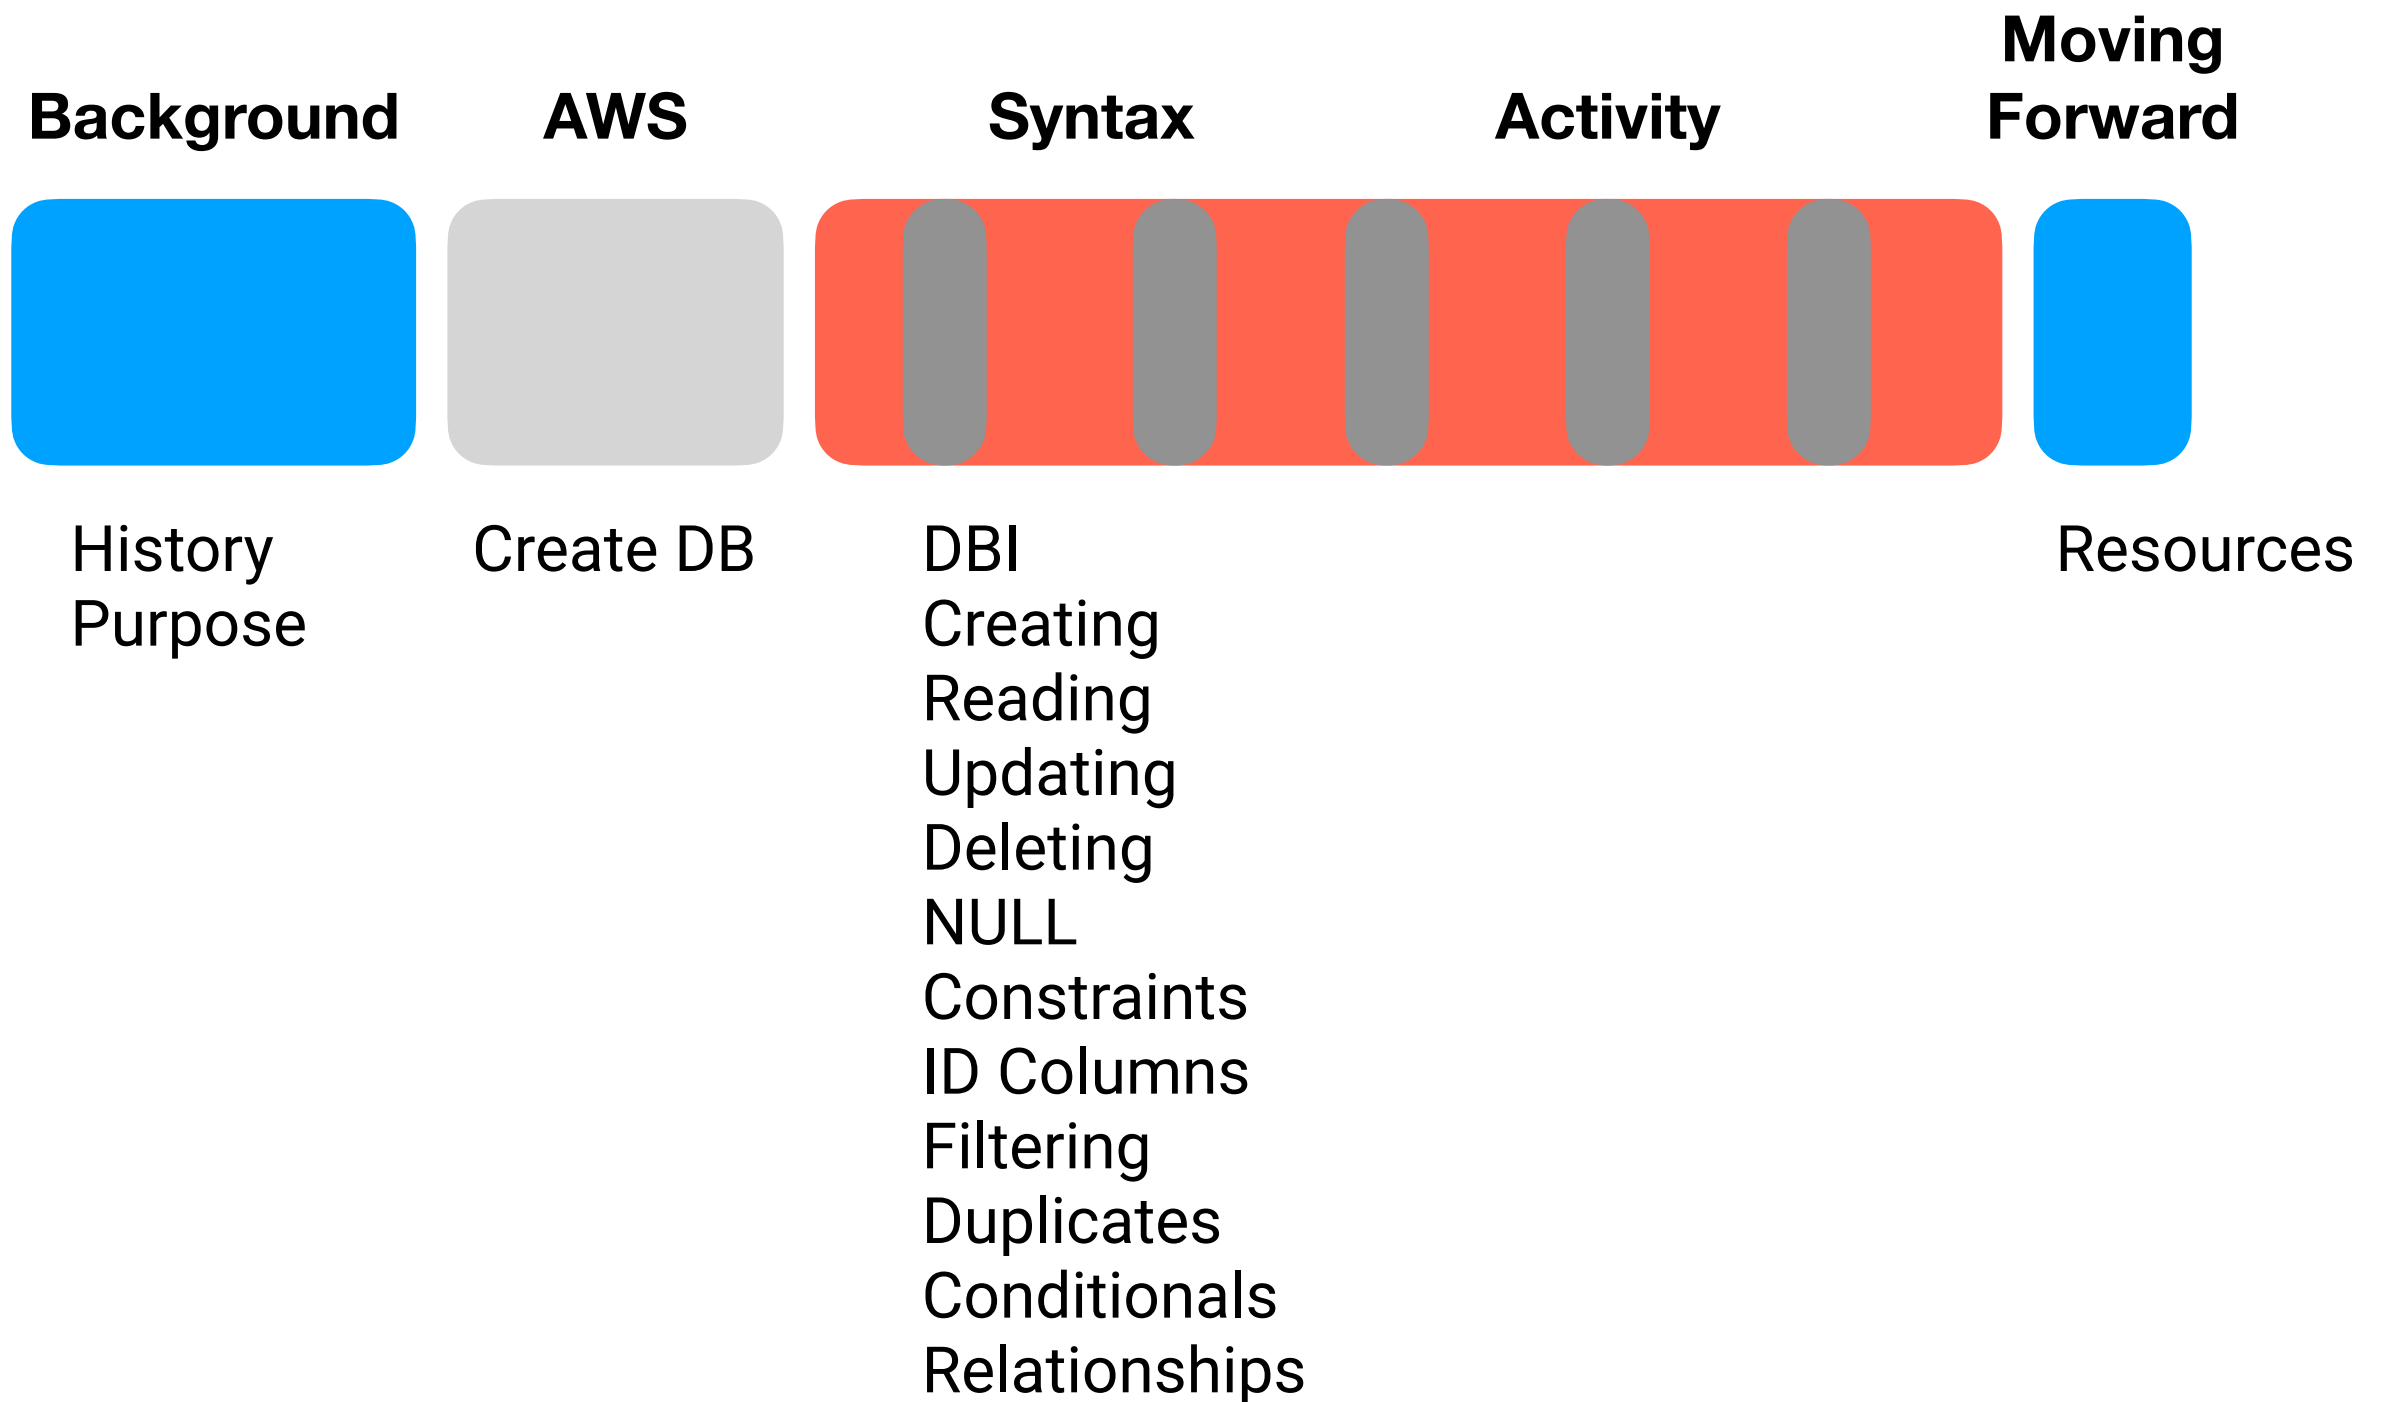 Background
AWS
Syntax
Activity
Moving
Forward
History
Purpose
Create DB
DBI
Creating
Reading
Updating
Deleting
NULL
Constraints
ID Columns
Filtering
Duplicates
Conditionals
Relationships
Resources